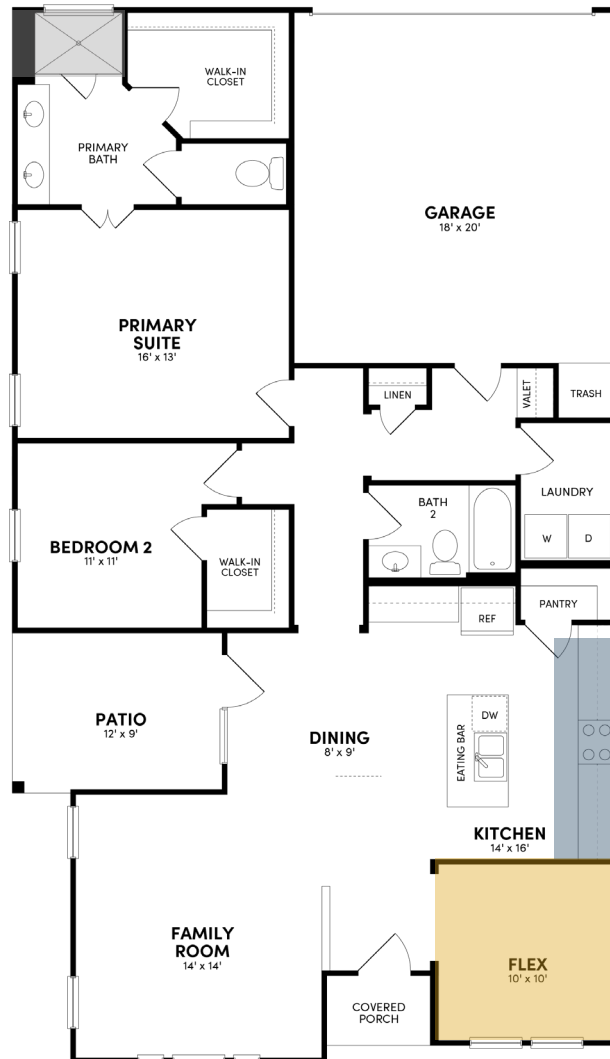 WALK-IN
CLOSET
PRIMARY
BATH
GARAGE
18' x 20'
PRIMARY
SUITE
16' x 13'
LINEN
VALET
TRASH
BATH
2
LAUNDRY
W
D
BEDROOM 2
11' x 11'
WALK-IN
CLOSET
REF
PANTRY
PATIO
12' x 9'
DINING
8' x 9'
EATING BAR
DW
KITCHEN
14' x 16'
FAMILY
ROOM
14' x 14'
FLEX
10' x 10'
COVERED
PORCH